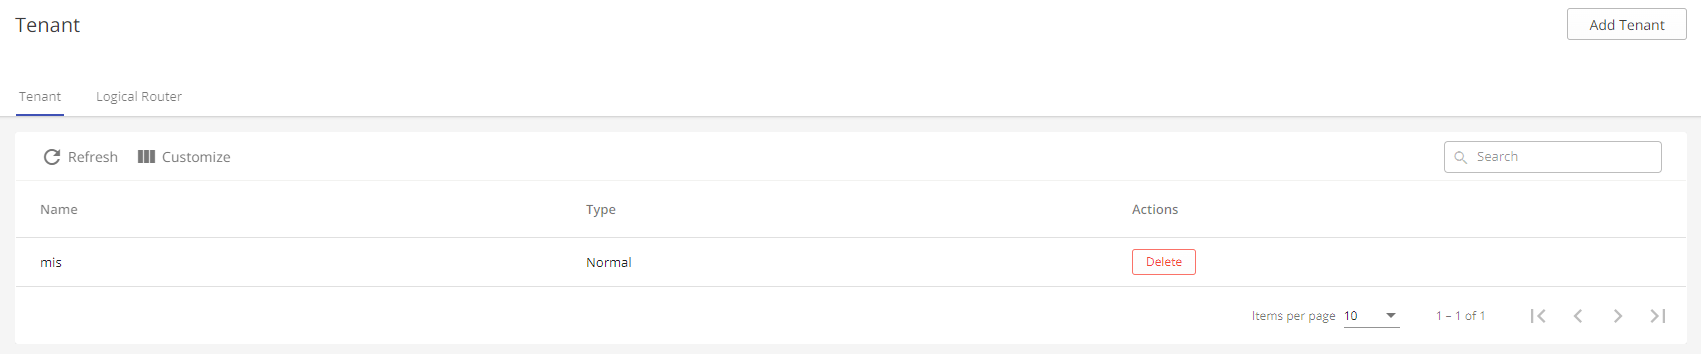 Tenant
Add Tenant
Tenant Logical Router
Refresh Customize Search
Name Type Actions
mis Normal Delete
Items per page 10 1 – 1 of 1